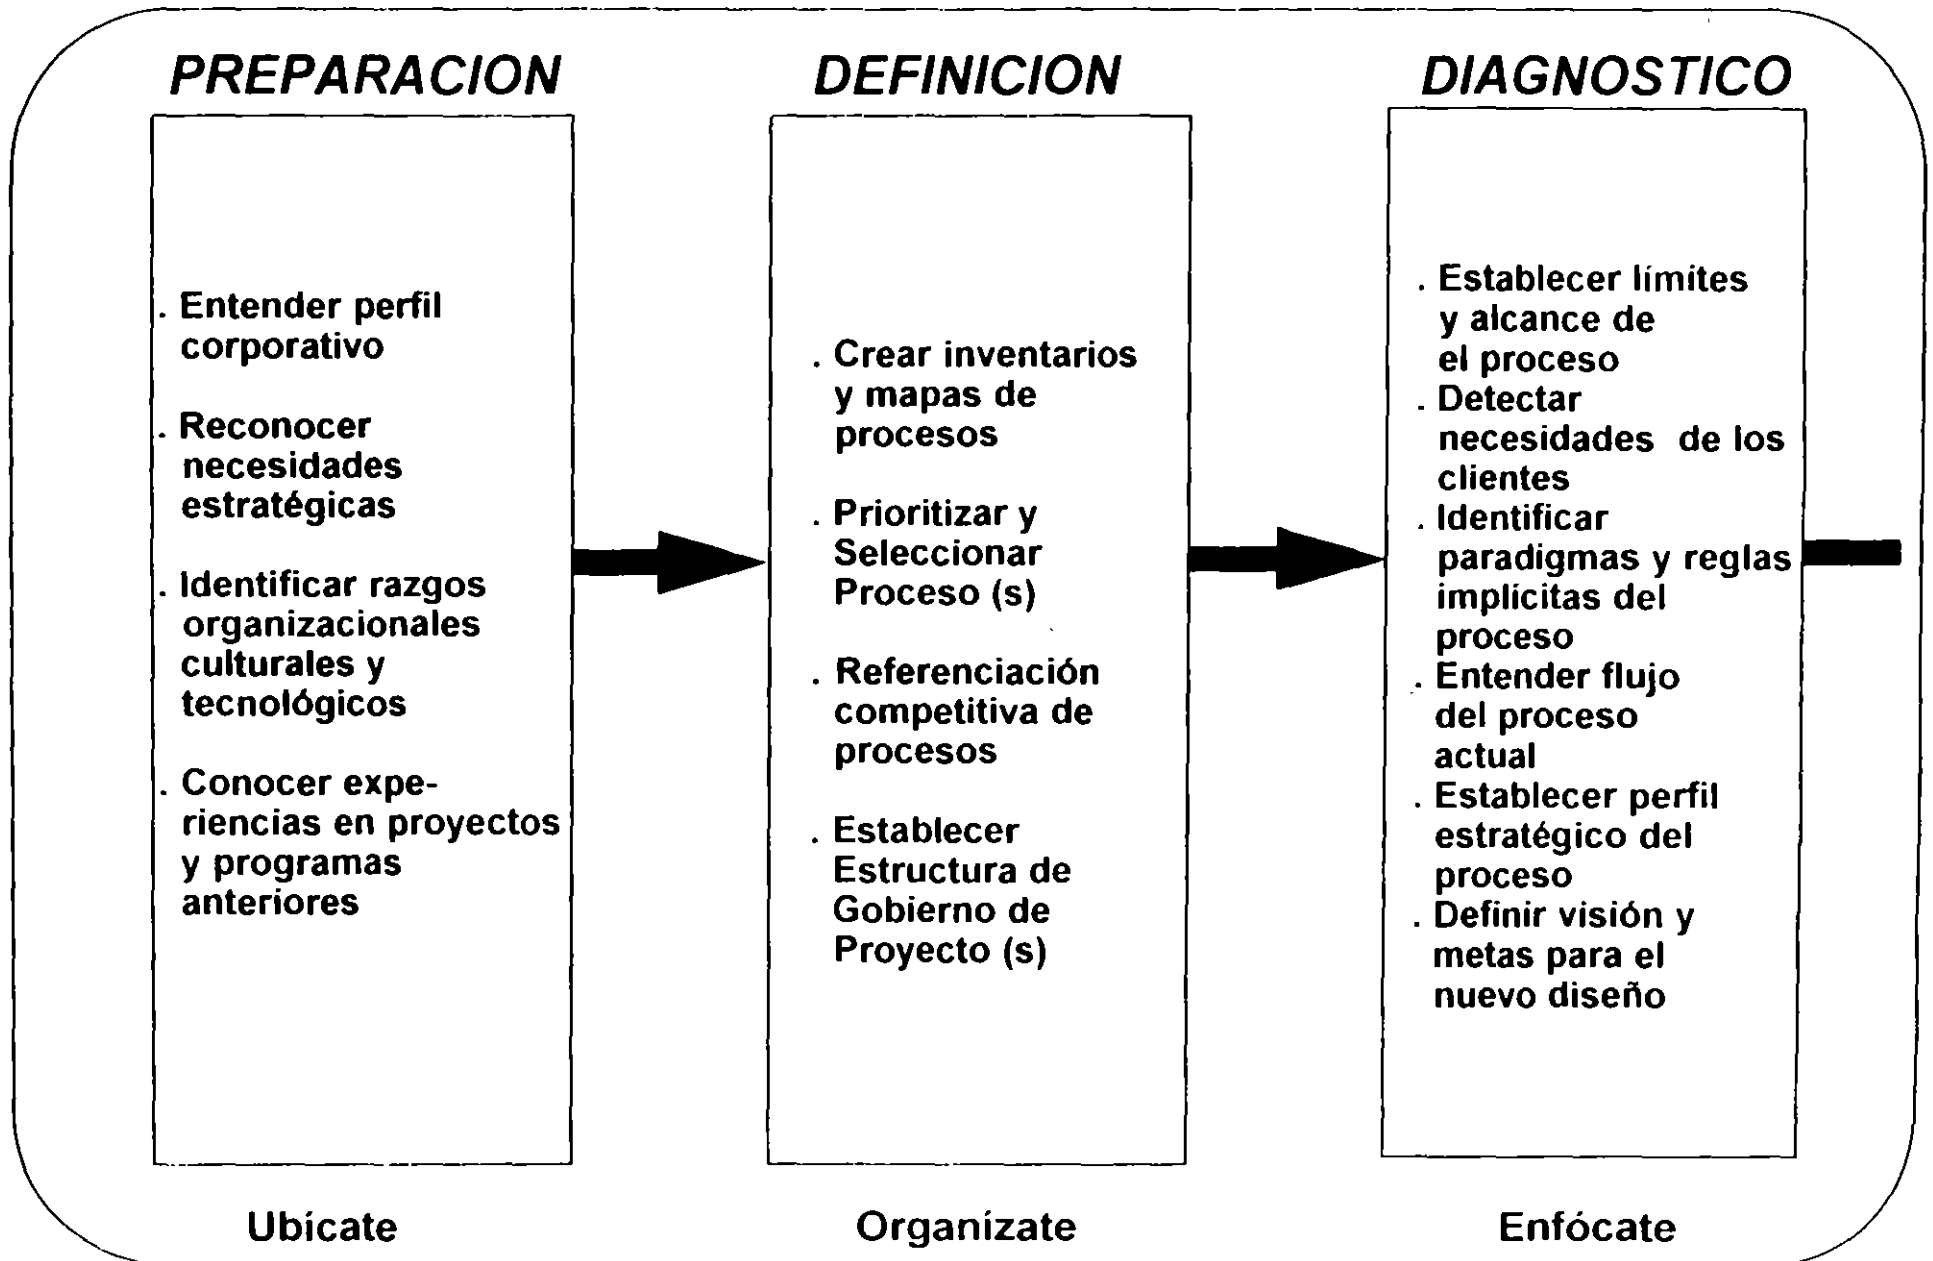 PREPARACION
. Entender perfil
corporativo
. Reconocer
necesidades
estratégicas
. Identificar razgos
organizacionales
culturales y
tecnológicos
. Conocer expe-
riencias en proyectos
y programas
anteriores
Ubícate
DEFINICION
. Crear inventarios
y mapas de
procesos
. Prioritizar y
Seleccionar
Proceso (s)
. Referenciación
competitiva de
procesos
. Establecer
Estructura de
Gobierno de
Proyecto (s)
Organízate
DIAGNOSTICO
. Establecer límites
y alcance de
el proceso
. Detectar
necesidades de los
clientes
. Identificar
paradigmas y reglas
implícitas del
proceso
. Entender flujo
del proceso
actual
. Establecer perfil
estratégico del
proceso
. Definir visión y
metas para el
nuevo diseño
Enfócate